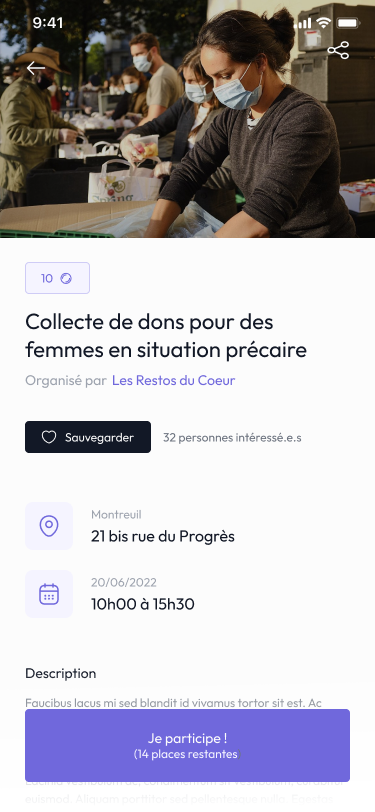 9:41
10
Collecte de dons pour des
femmes en situation précaire
Organisé par Les Restos du Coeur
Sauvegarder
32 personnes intéressé.e.s
Montreuil
21 bis rue du Progrès
20/06/2022
10h00 à 15h30
Description
Faucibus lacus mi sed blandit id vivamus tortor sit est. Ac
Je participe !
(14 places restantes